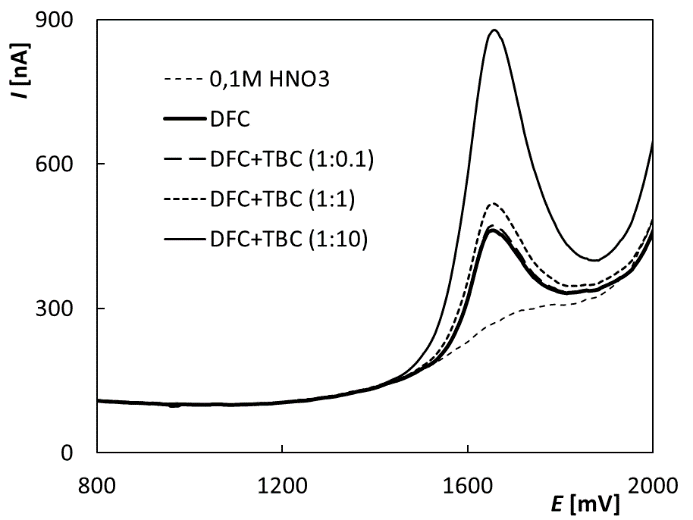 900
I [nA]
0,1M HNO3
DFC
600
DFC+TBC (1:0.1)
DFC+TBC (1:1)
DFC+TBC (1:10)
300
0
800
1200
1600
2000
E [mV]